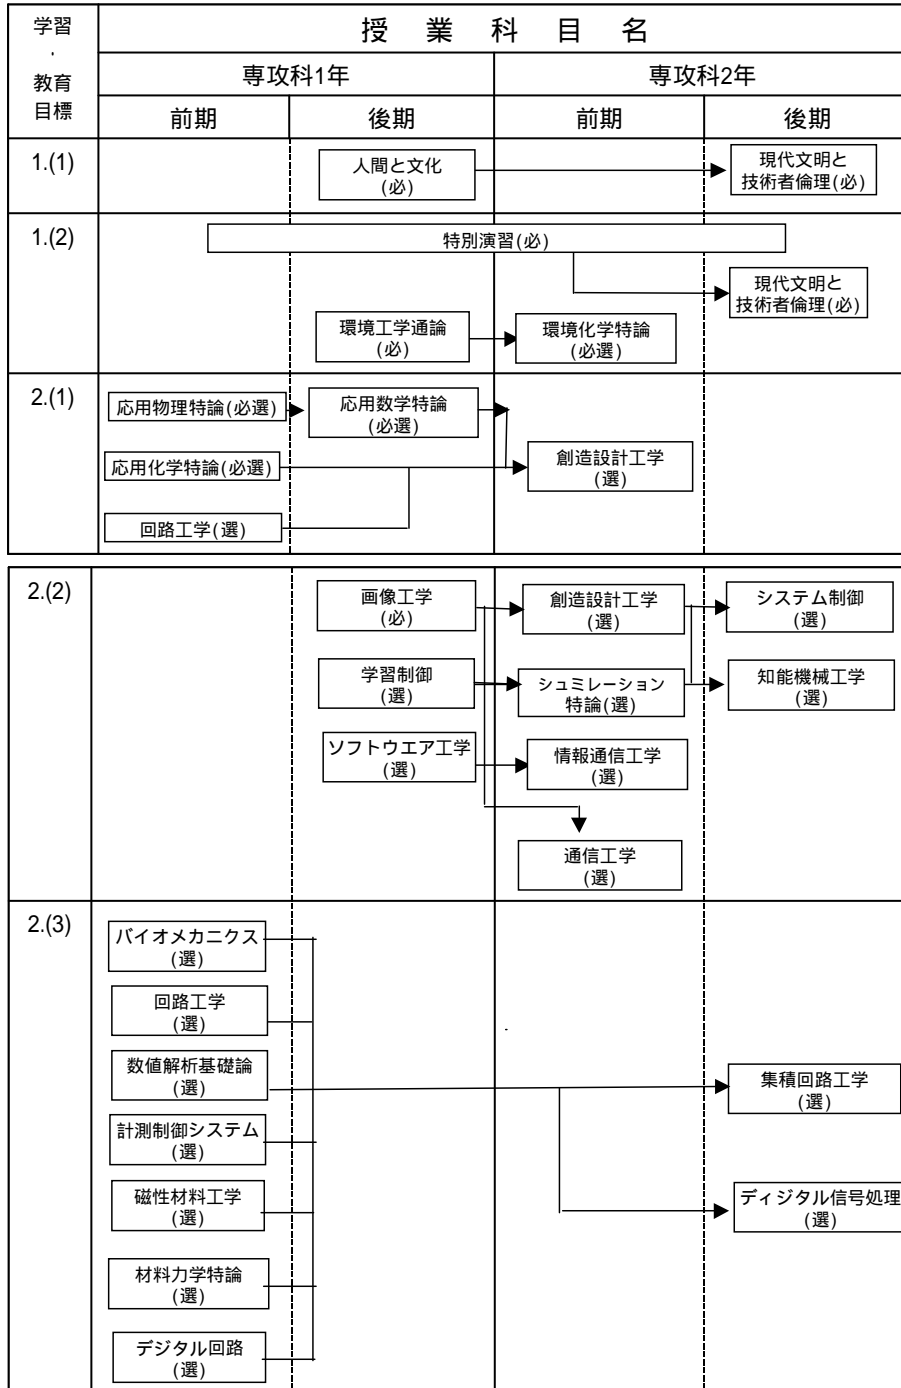 学習
・
教育
目標
授 業 科 目 名
専攻科1年
専攻科2年
前期
後期
前期
後期
1.(1)
人間と文化
(必)
現代文明と
技術者倫理(必)
1.(2)
特別演習(必)
現代文明と
技術者倫理(必)
環境工学通論
(必)
環境化学特論
(必選)
2.(1)
応用物理特論(必選)
応用数学特論
(必選)
応用化学特論(必選)
創造設計工学
(選)
回路工学(選)
2.(2)
画像工学
(必)
創造設計工学
(選)
システム制御
(選)
学習制御
(選)
シュミレーション
特論(選)
知能機械工学
(選)
ソフトウエア工学
(選)
情報通信工学
(選)
通信工学
(選)
2.(3)
バイオメカニクス
(選)
回路工学
(選)
数値解析基礎論
(選)
集積回路工学
(選)
計測制御システム
(選)
磁性材料工学
(選)
ディジタル信号処理
(選)
材料力学特論
(選)
デジタル回路
(選)